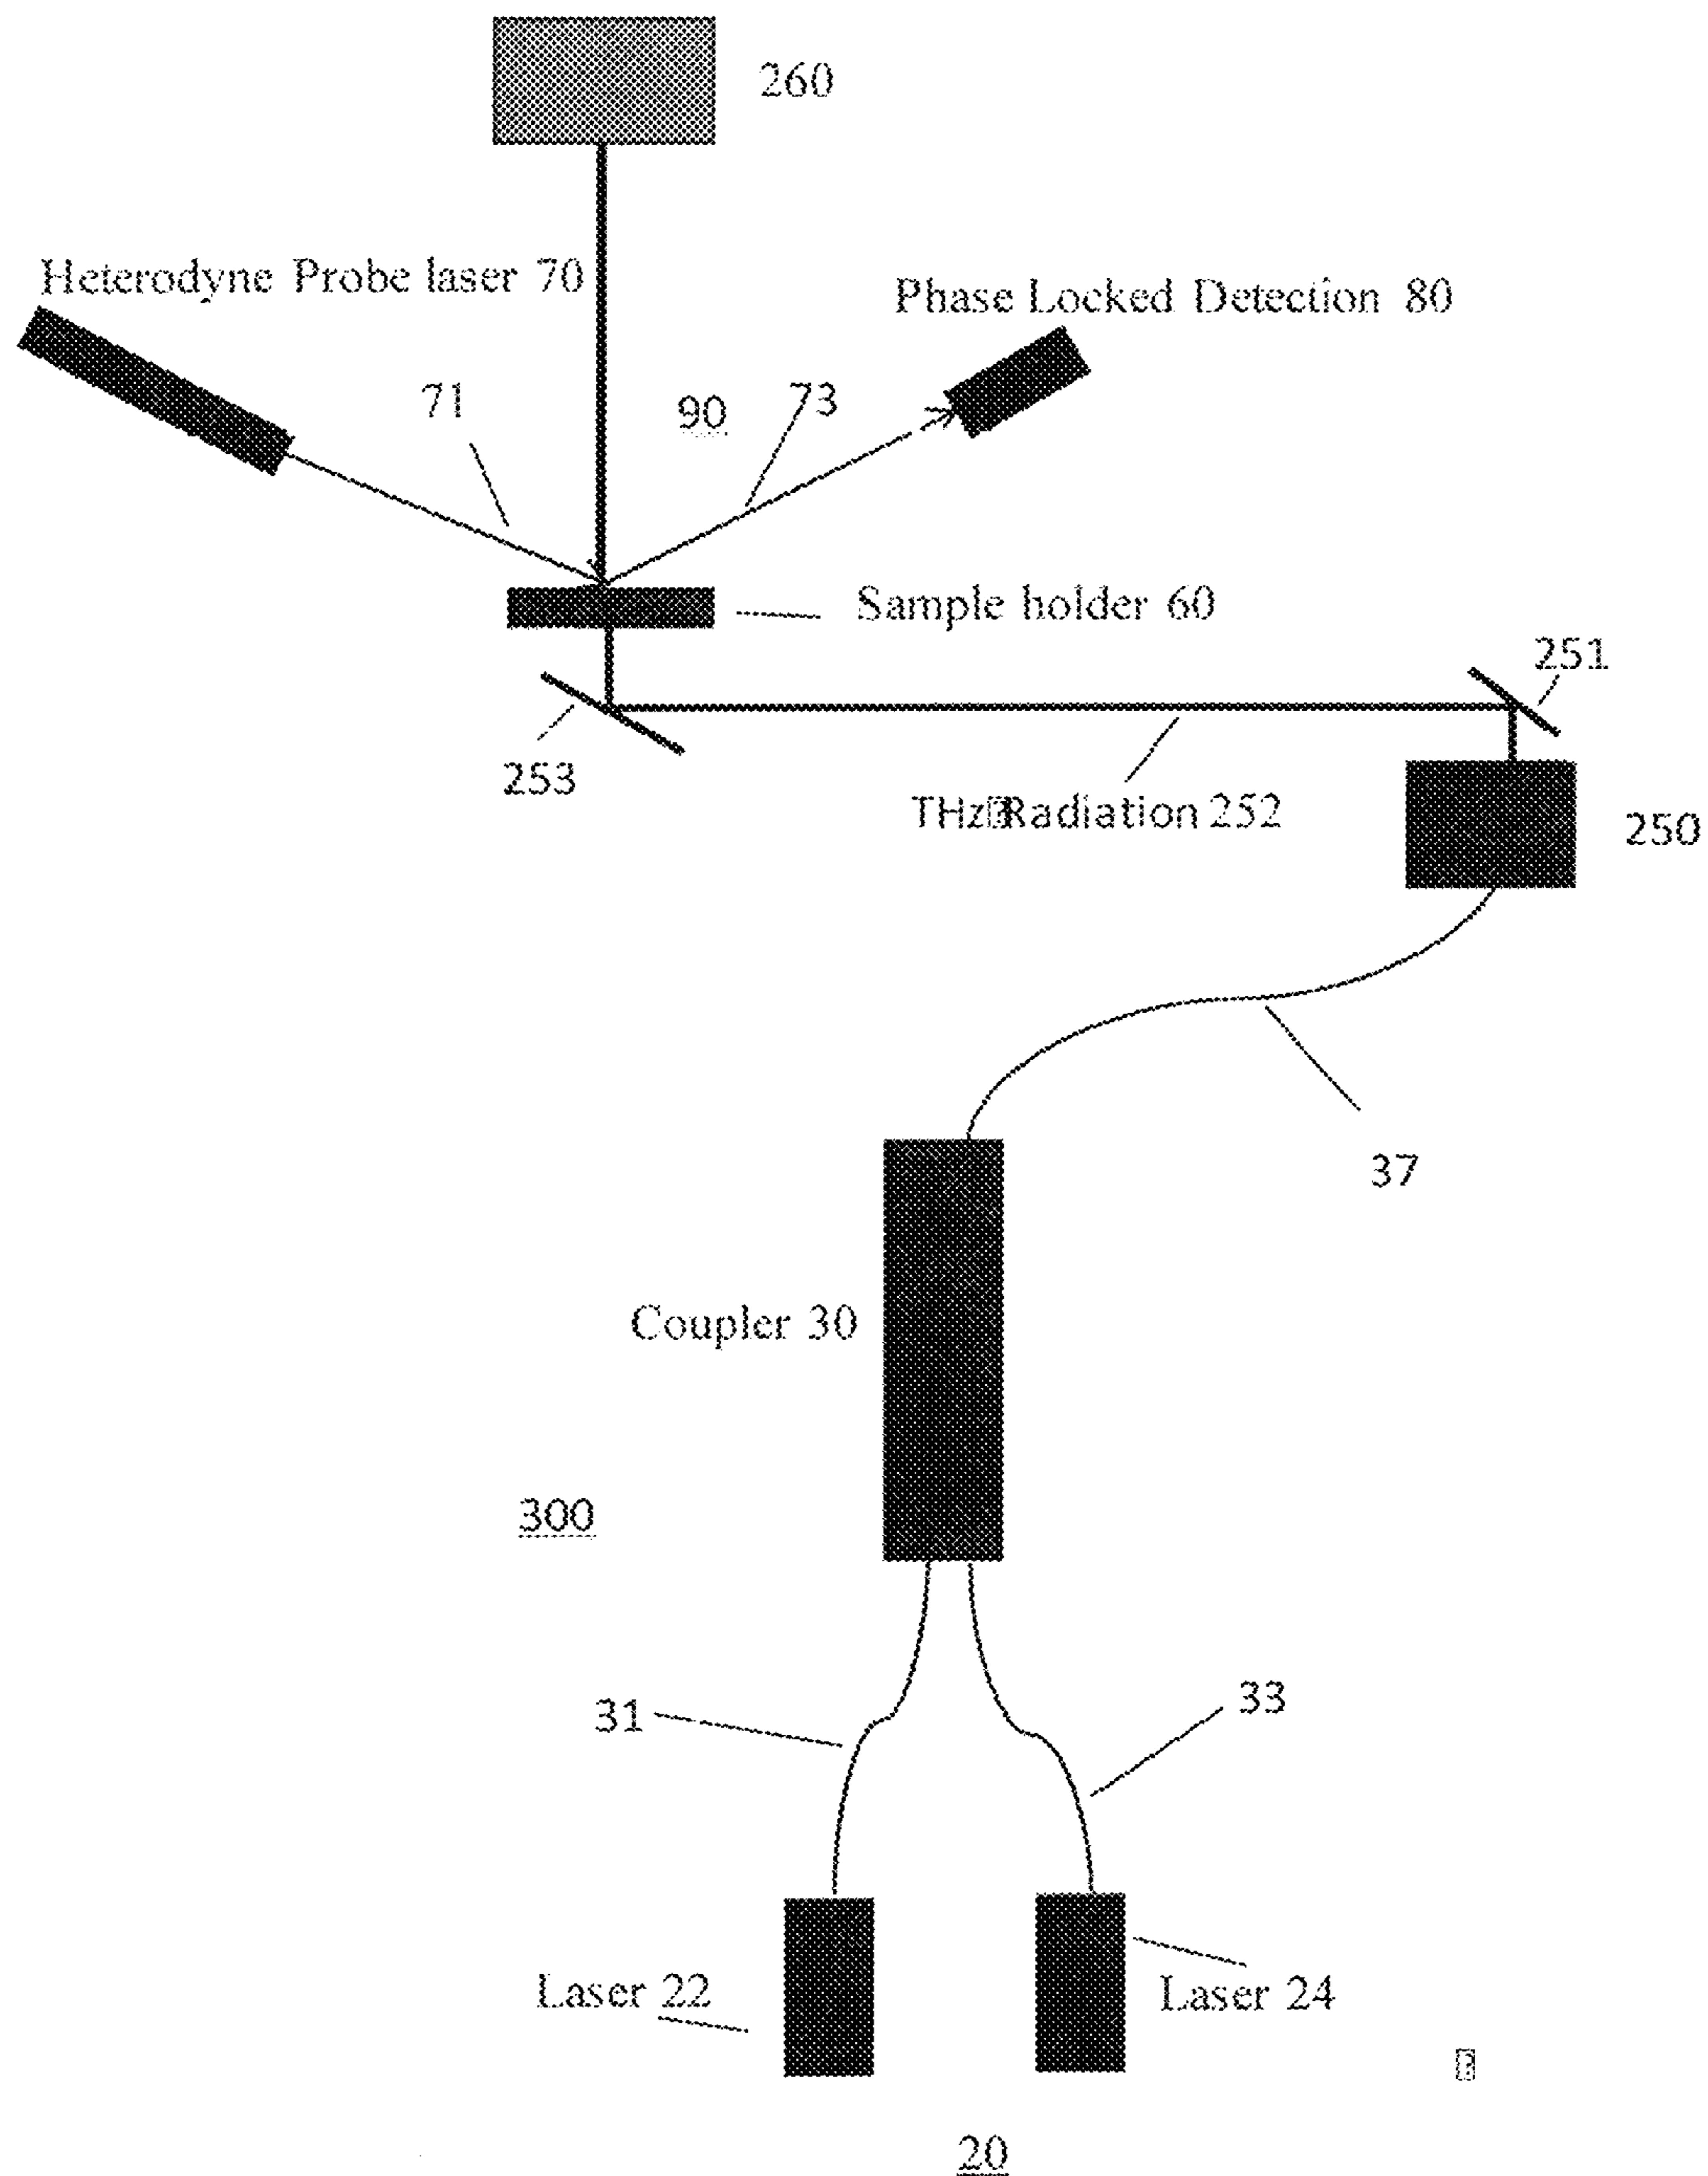 260
Heterodyne Probe laser 70
Phase Locked Detection 80
71
90
73
Sample holder 60
251
253
THz Radiation 252
250
37
Coupler 30
300
31
33
Laser 22
Laser 24
20